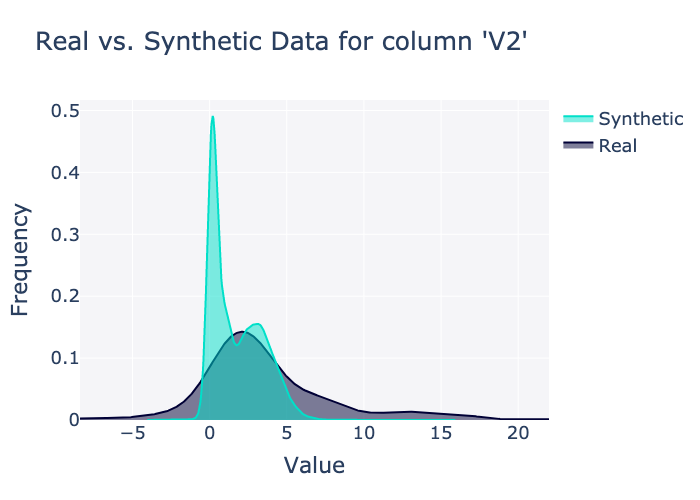 Real vs. Synthetic Data for column 'V2'
Synthetic
Real
0.5
0.4
0.3
0.2
0.1
0
Frequency
−5
0
5
10
15
20
Value